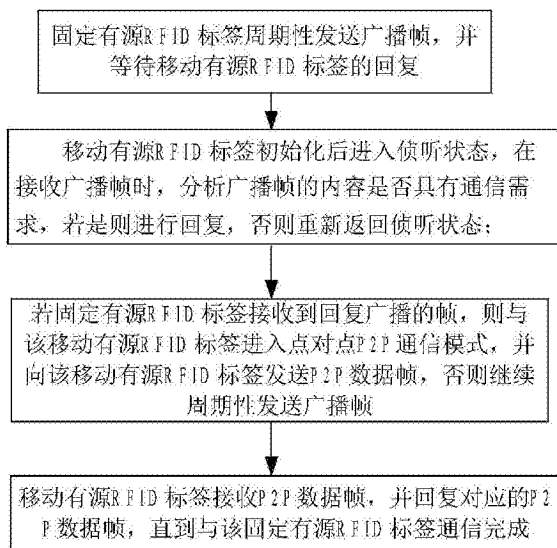 固定有源RFID 标签周期性发送广播帧，并
等待移动有源RFID 标签的回复
移动有源RFID 标签初始化后进入侦听状态，在
接收广播帧时，分析广播帧的内容是否具有通信需
求，若是则进行回复，否则重新返回侦听状态；
若固定有源RFID 标签接收到回复广播的帧，则与
该移动有源RFID 标签进入点对点P2P 通信模式，并
向该移动有源RFID 标签发送P2P 数据帧，否则继续
周期性发送广播帧
移动有源RFID 标签接收P2P 数据帧，并回复对应的P2
P 数据帧，直到与该固定有源RFID 标签通信完成